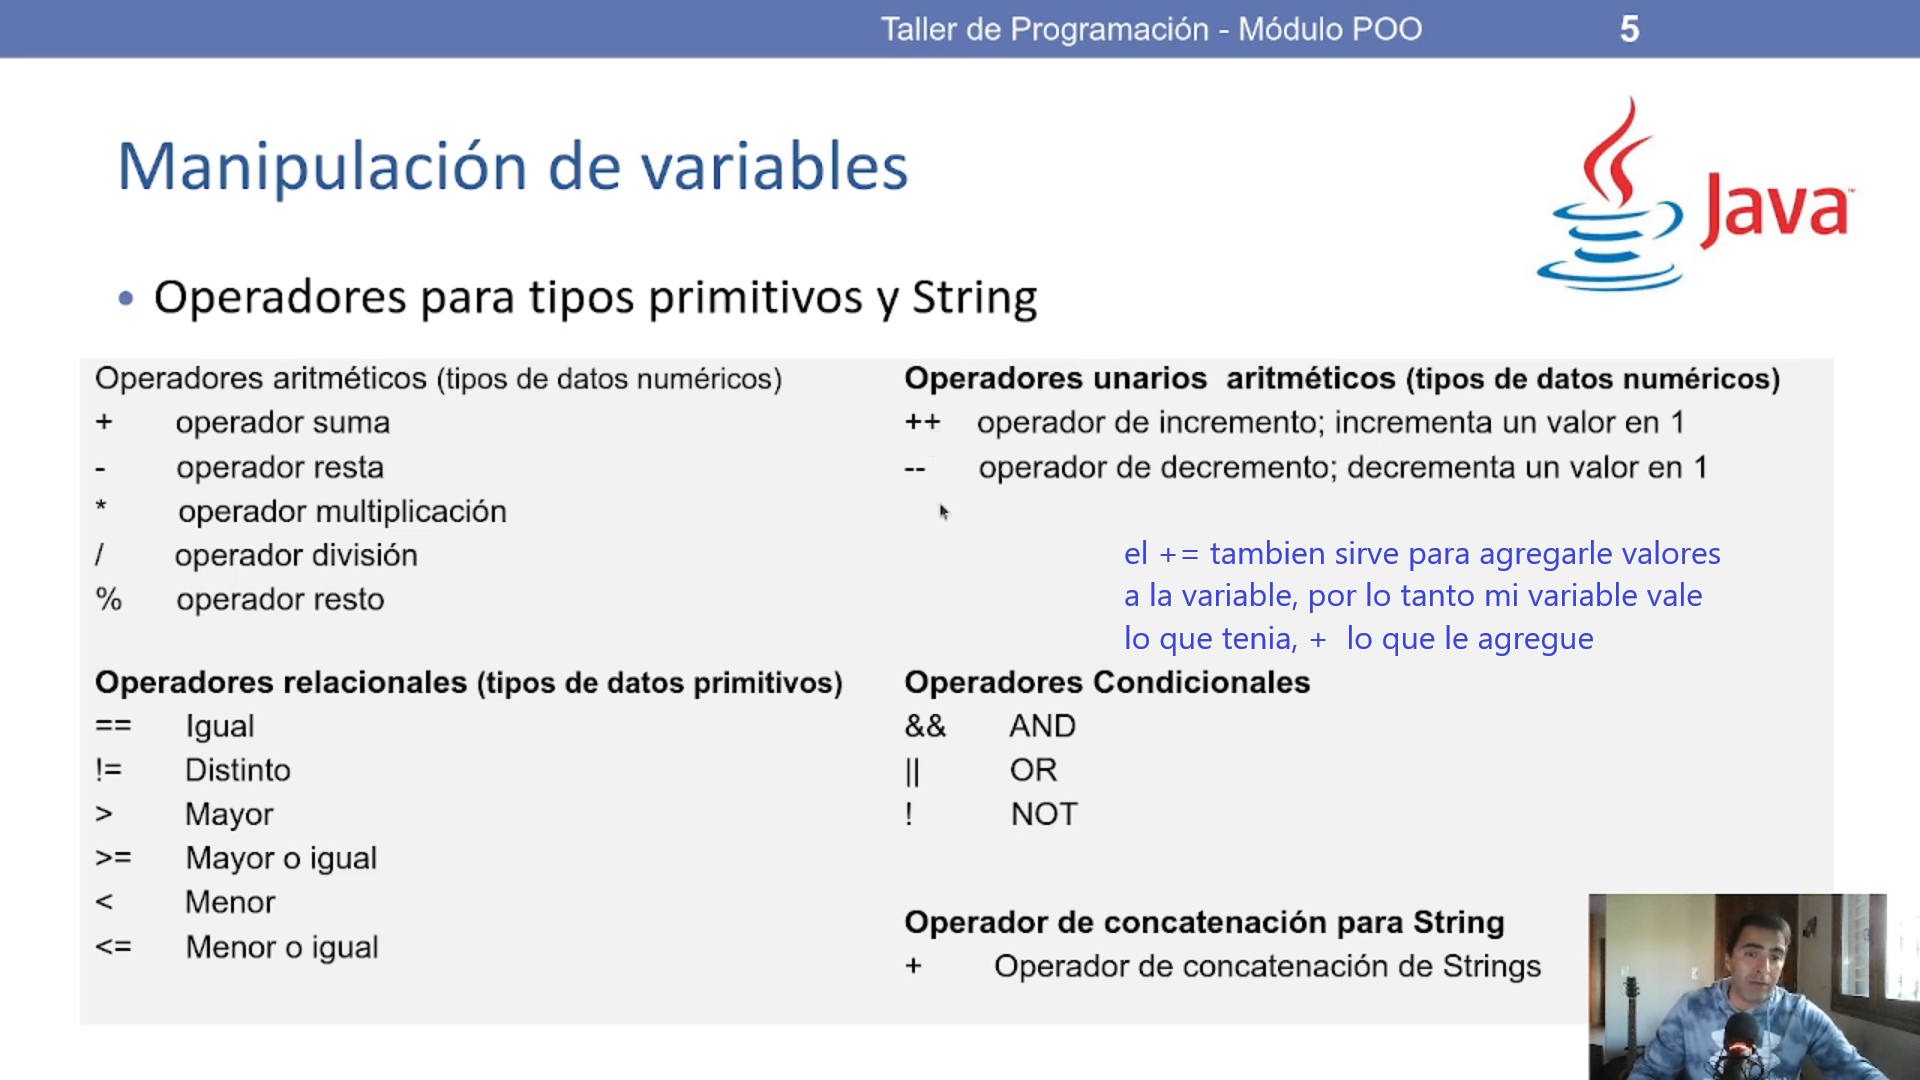 Taller de Programación - Módulo POO 5
Manipulación de variables
Java™
• Operadores para tipos primitivos y String
Operadores aritméticos (tipos de datos numéricos)
+ operador suma
- operador resta
* operador multiplicación
/ operador división
% operador resto
Operadores unarios aritméticos (tipos de datos numéricos)
++ operador de incremento; incrementa un valor en 1
-- operador de decremento; decrementa un valor en 1
el += tambien sirve para agregarle valores
a la variable, por lo tanto mi variable vale
lo que tenia, + lo que le agregue
Operadores relacionales (tipos de datos primitivos)
== Igual
!= Distinto
> Mayor
>= Mayor o igual
< Menor
<= Menor o igual
Operadores Condicionales
&& AND
|| OR
! NOT
Operador de concatenación para String
+ Operador de concatenación de Strings